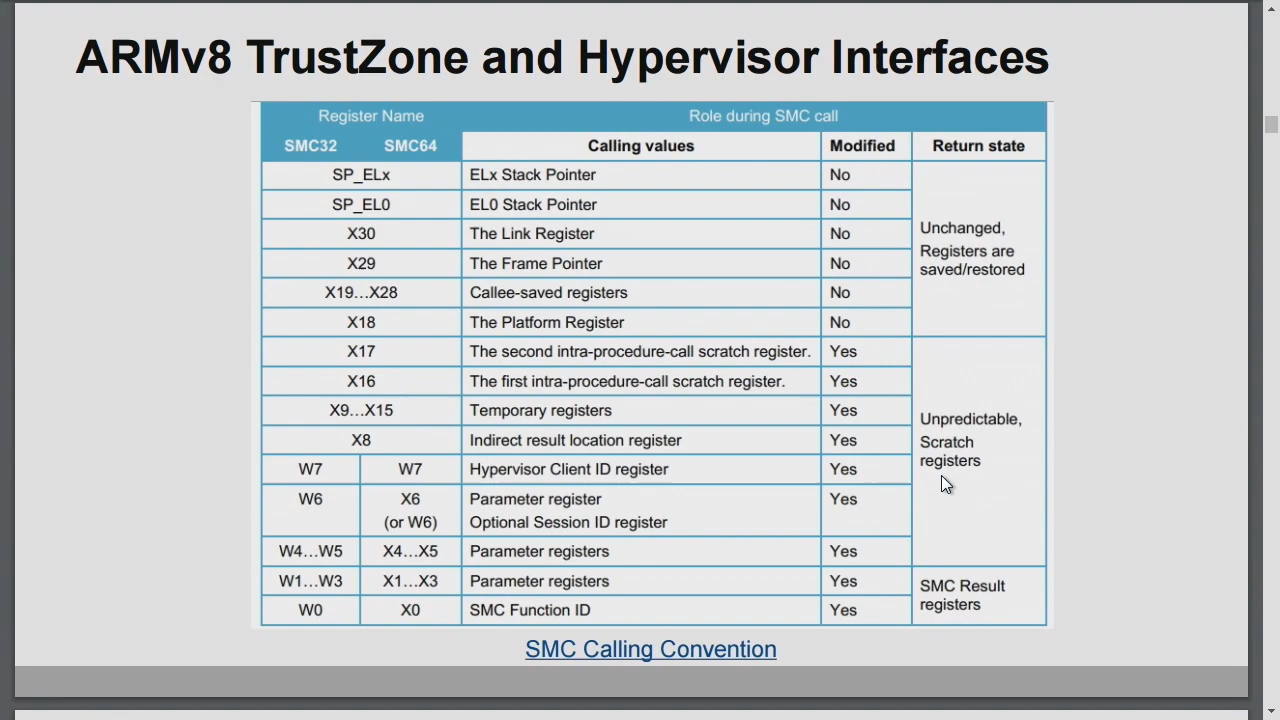 ARMv8 TrustZone and Hypervisor Interfaces
Register Name Role during SMC call
SMC32 SMC64 Calling values Modified Return state
SP_ELx ELx Stack Pointer No
SP_EL0 EL0 Stack Pointer No
X30 The Link Register No
X29 The Frame Pointer No
X19…X28 Callee-saved registers No
X18 The Platform Register No
Unchanged,
Registers are
saved/restored
X17 The second intra-procedure-call scratch register. Yes
X16 The first intra-procedure-call scratch register. Yes
X9…X15 Temporary registers Yes
X8 Indirect result location register Yes
W7 W7 Hypervisor Client ID register Yes
W6 X6 Parameter register Yes
(or W6) Optional Session ID register
W4…W5 X4…X5 Parameter registers Yes
Unpredictable,
Scratch
registers
W1…W3 X1…X3 Parameter registers Yes
W0 X0 SMC Function ID Yes
SMC Result
registers
SMC Calling Convention